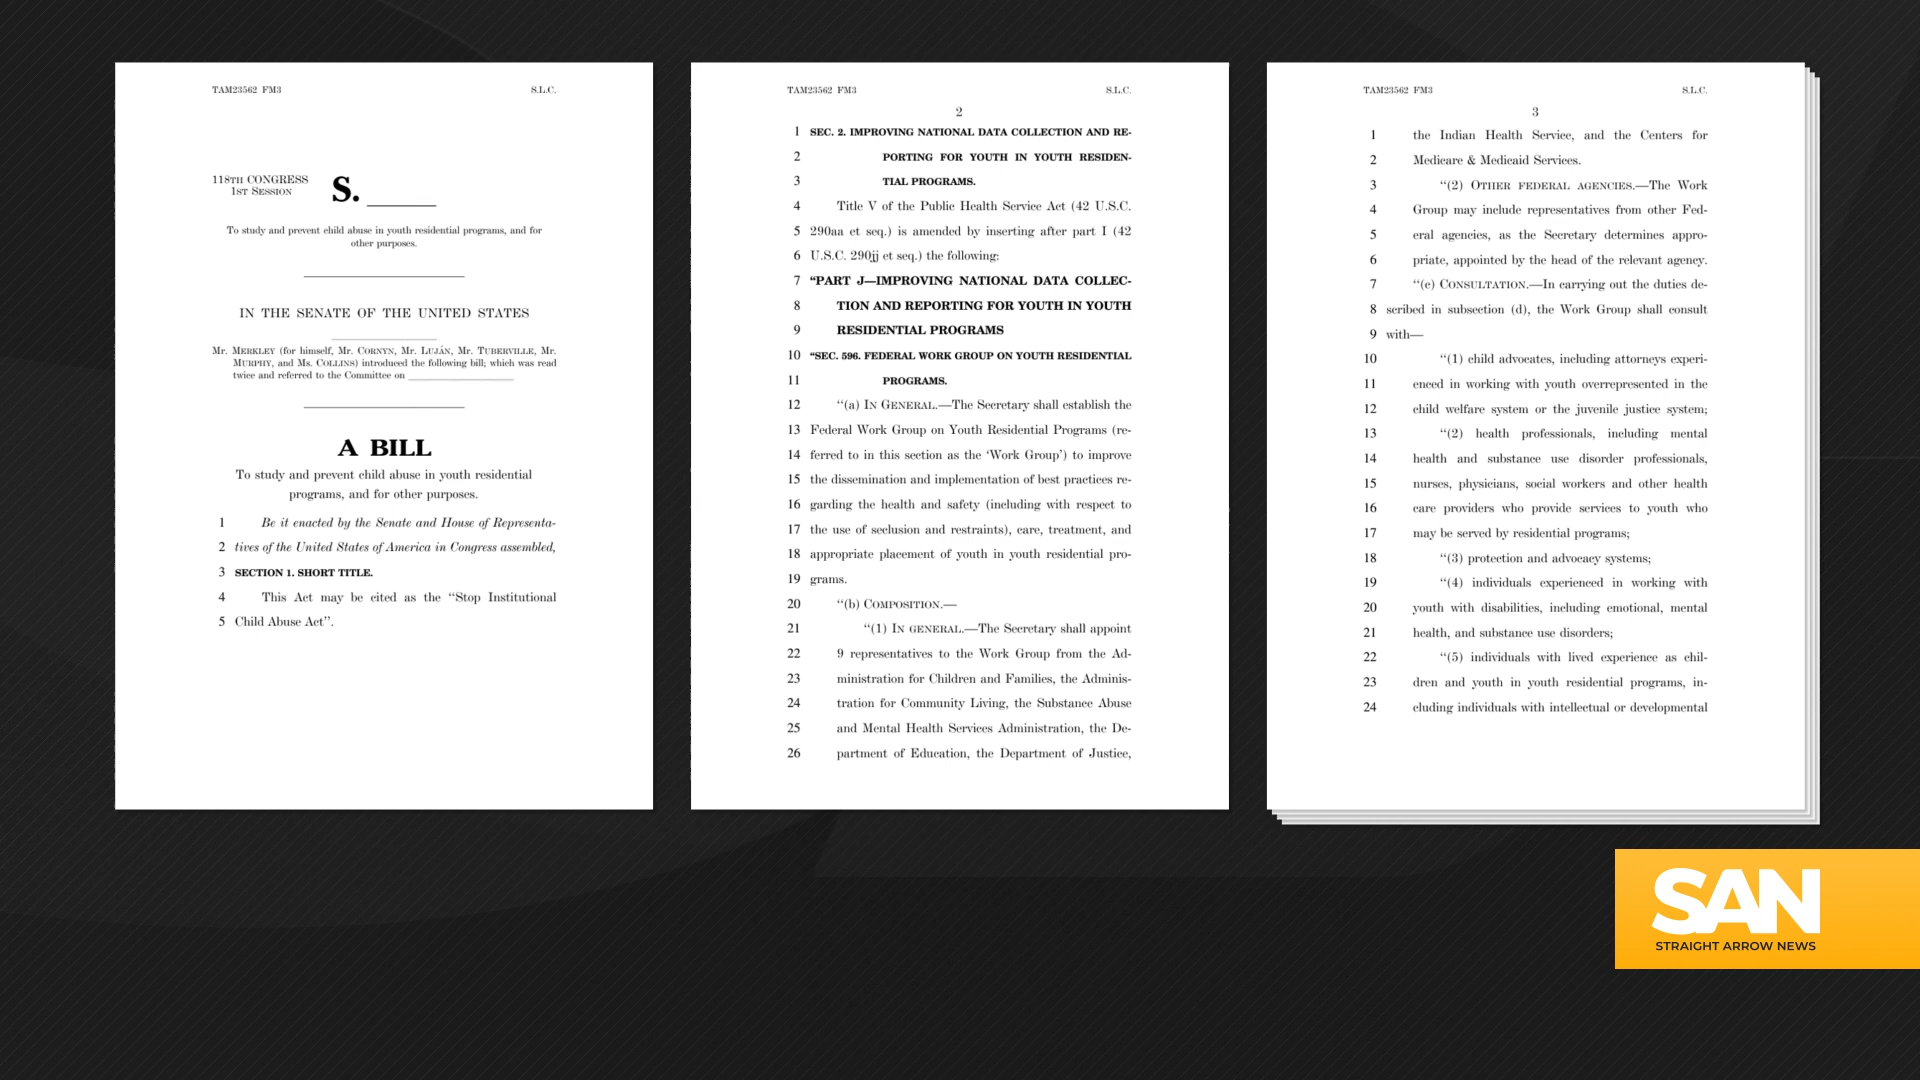 TAM23562 FM3 S.L.C.
118TH CONGRESS
1ST SESSION
S. ________
To study and prevent child abuse in youth residential programs, and for
other purposes.
IN THE SENATE OF THE UNITED STATES
Mr. MERKLEY (for himself, Mr. CORNYN, Mr. LUJÁN, Mr. TUBERVILLE, Mr.
MURPHY, and Ms. COLLINS) introduced the following bill; which was read
twice and referred to the Committee on ________
A BILL
To study and prevent child abuse in youth residential
programs, and for other purposes.
1 Be it enacted by the Senate and House of Representa-
2 tives of the United States of America in Congress assembled,
3 SECTION 1. SHORT TITLE.
4 This Act may be cited as the ‘‘Stop Institutional
5 Child Abuse Act’’.
TAM23562 FM3 S.L.C.
2
1 SEC. 2. IMPROVING NATIONAL DATA COLLECTION AND RE-
2 PORTING FOR YOUTH IN YOUTH RESIDEN-
3 TIAL PROGRAMS.
4 Title V of the Public Health Service Act (42 U.S.C.
5 290aa et seq.) is amended by inserting after part I (42
6 U.S.C. 290jj et seq.) the following:
7 “PART J—IMPROVING NATIONAL DATA COLLEC-
8 TION AND REPORTING FOR YOUTH IN YOUTH
9 RESIDENTIAL PROGRAMS
10 “SEC. 596. FEDERAL WORK GROUP ON YOUTH RESIDENTIAL
11 PROGRAMS.
12 ‘‘(a) IN GENERAL.—The Secretary shall establish the
13 Federal Work Group on Youth Residential Programs (re-
14 ferred to in this section as the ‘Work Group’) to improve
15 the dissemination and implementation of best practices re-
16 garding the health and safety (including with respect to
17 the use of seclusion and restraints), care, treatment, and
18 appropriate placement of youth in youth residential pro-
19 grams.
20 ‘‘(b) COMPOSITION.—
21 ‘‘(1) IN GENERAL.—The Secretary shall appoint
22 9 representatives to the Work Group from the Ad-
23 ministration for Children and Families, the Adminis-
24 tration for Community Living, the Substance Abuse
25 and Mental Health Services Administration, the De-
26 partment of Education, the Department of Justice,
TAM23562 FM3 S.L.C.
3
1 the Indian Health Service, and the Centers for
2 Medicare & Medicaid Services.
3 ‘‘(2) OTHER FEDERAL AGENCIES.—The Work
4 Group may include representatives from other Fed-
5 eral agencies, as the Secretary determines appro-
6 priate, appointed by the head of the relevant agency.
7 ‘‘(c) CONSULTATION.—In carrying out the duties de-
8 scribed in subsection (d), the Work Group shall consult
9 with—
10 ‘‘(1) child advocates, including attorneys experi-
11 enced in working with youth overrepresented in the
12 child welfare system or the juvenile justice system;
13 ‘‘(2) health professionals, including mental
14 health and substance use disorder professionals,
15 nurses, physicians, social workers and other health
16 care providers who provide services to youth who
17 may be served by residential programs;
18 ‘‘(3) protection and advocacy systems;
19 ‘‘(4) individuals experienced in working with
20 youth with disabilities, including emotional, mental
21 health, and substance use disorders;
22 ‘‘(5) individuals with lived experience as chil-
23 dren and youth in youth residential programs, in-
24 cluding individuals with intellectual or developmental
SAN
STRAIGHT ARROW NEWS